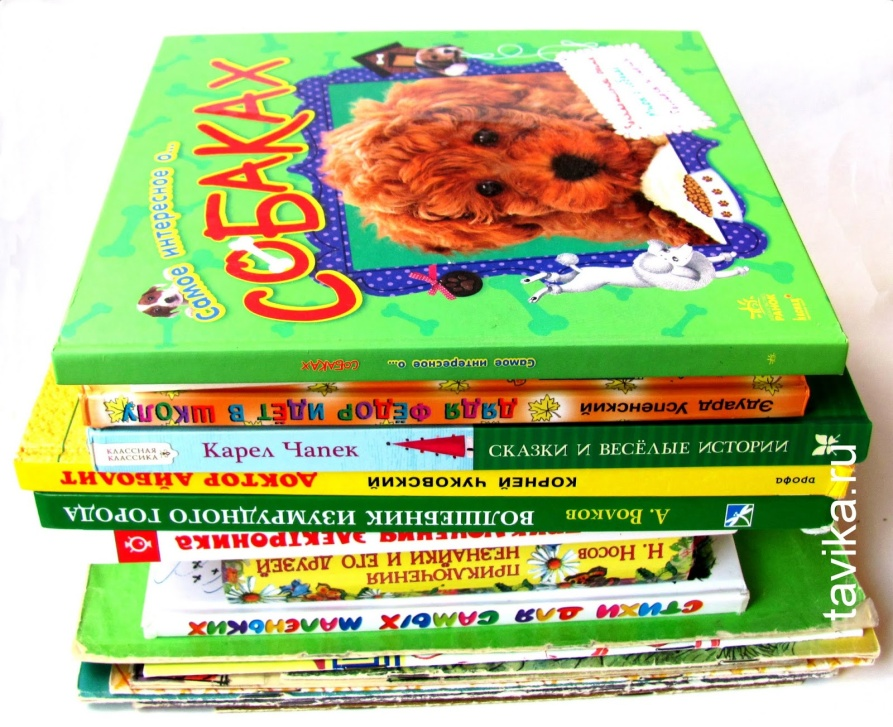 Самое интересное о...
СОБАКАХ
РАНОК
Самое интересное о... СОБАКАХ
Эдуард Успенский ДЯДЯ ФЁДОР ИДЁТ В ШКОЛУ
КЛАССНАЯ КЛАССИКА Карел Чапек СКАЗКИ И ВЕСЁЛЫЕ ИСТОРИИ
дрофа КОРНЕЙ ЧУКОВСКИЙ ДОКТОР АЙБОЛИТ
А. ВОЛКОВ ВОЛШЕБНИК ИЗУМРУДНОГО ГОРОДА
ПРИКЛЮЧЕНИЯ ЭЛЕКТРОНИКА
Н. Носов
ПРИКЛЮЧЕНИЯ
НЕЗНАЙКИ И ЕГО ДРУЗЕЙ
СТИХИ ДЛЯ САМЫХ МАЛЕНЬКИХ
tavika.ru